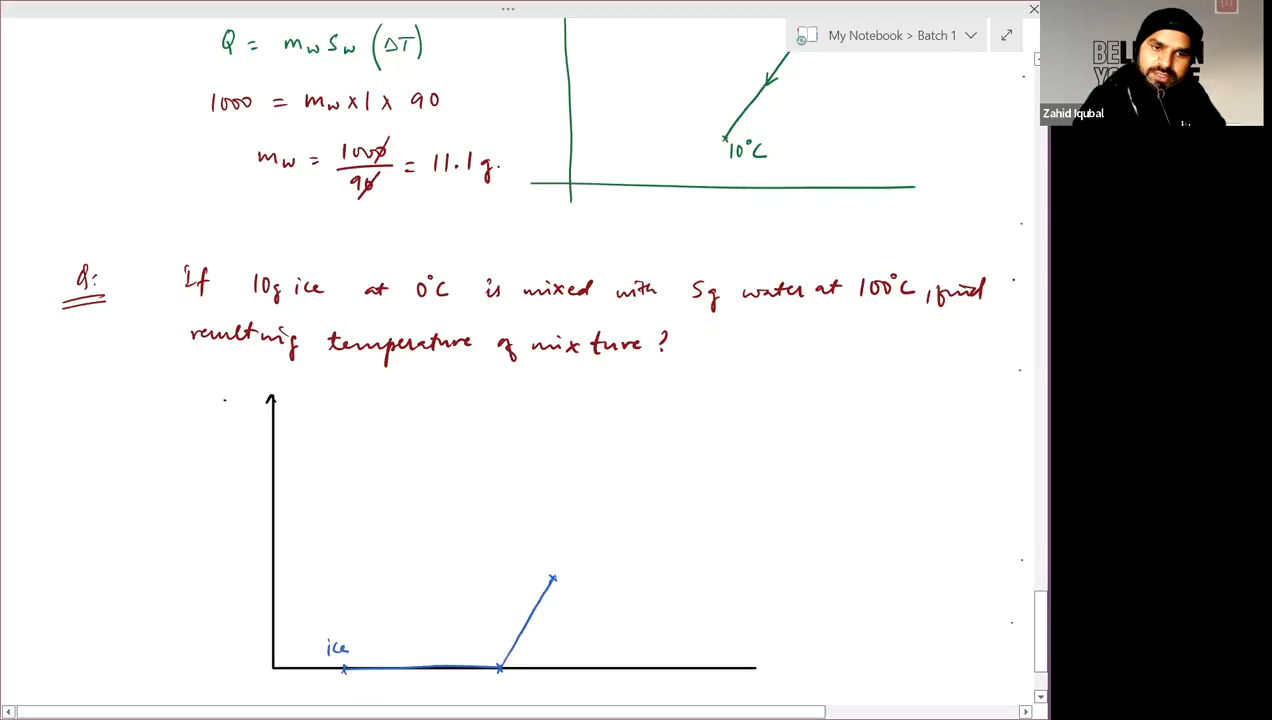 My Notebook > Batch 1
Q = mw Sw (ΔT)
1000 = mw x 1 x 90
mw = 1000/90 = 11.1 g.
10°C
Zahid Iqubal
Q: If 10g ice at 0°C is mixed with 5g water at 100°C, find
resulting temperature of mixture?
ice